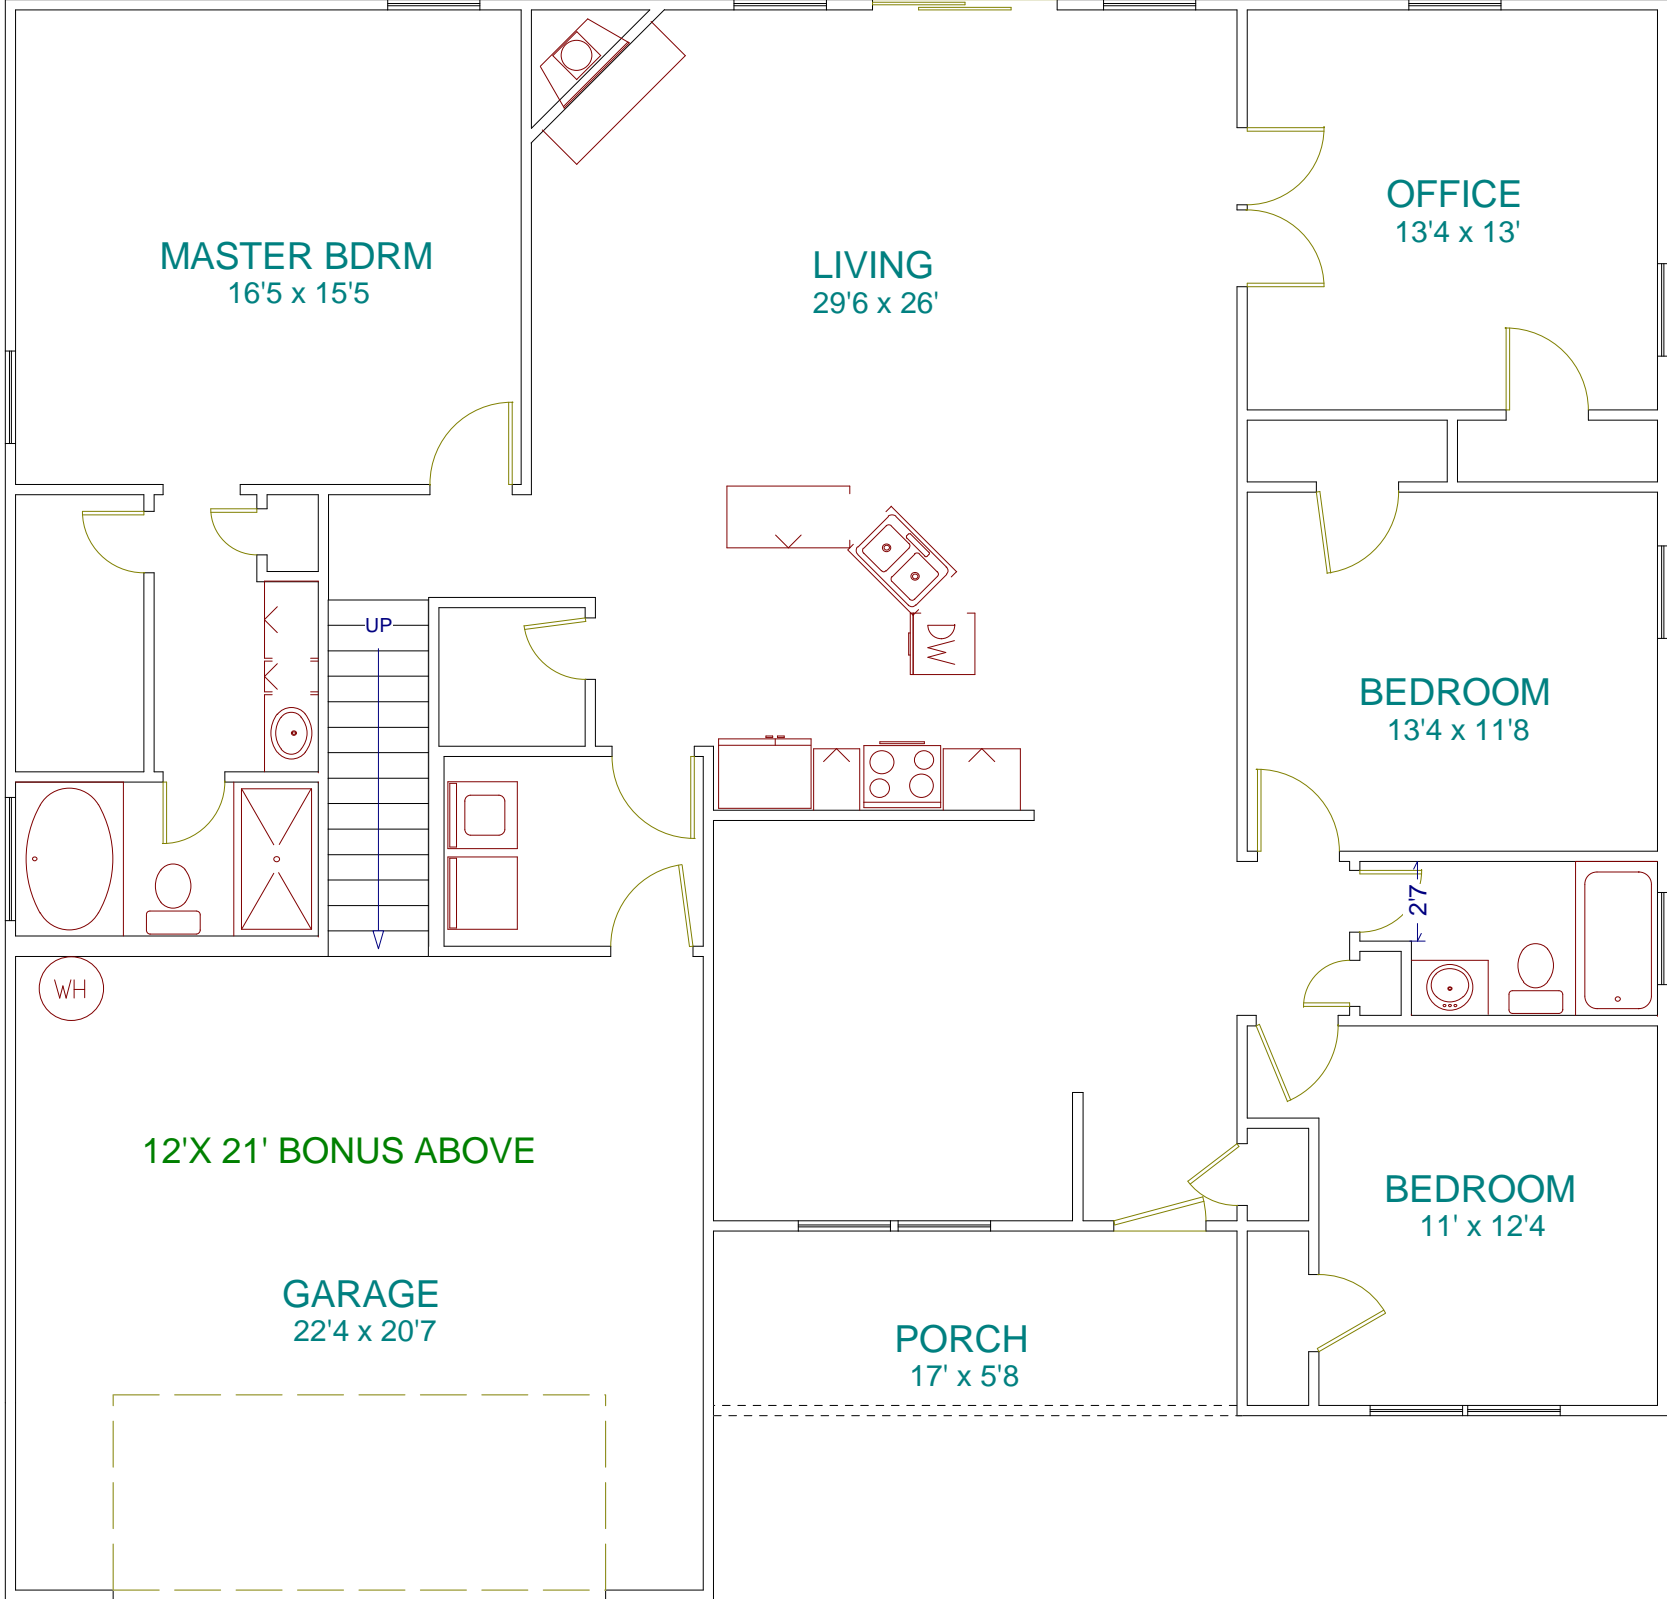 OFFICE
13'4 x 13'
MASTER BDRM
16'5 x 15'5
LIVING
29'6 x 26'
UP
DW
BEDROOM
13'4 x 11'8
2'7
WH
12'X 21' BONUS ABOVE
BEDROOM
11' x 12'4
GARAGE
22'4 x 20'7
PORCH
17' x 5'8